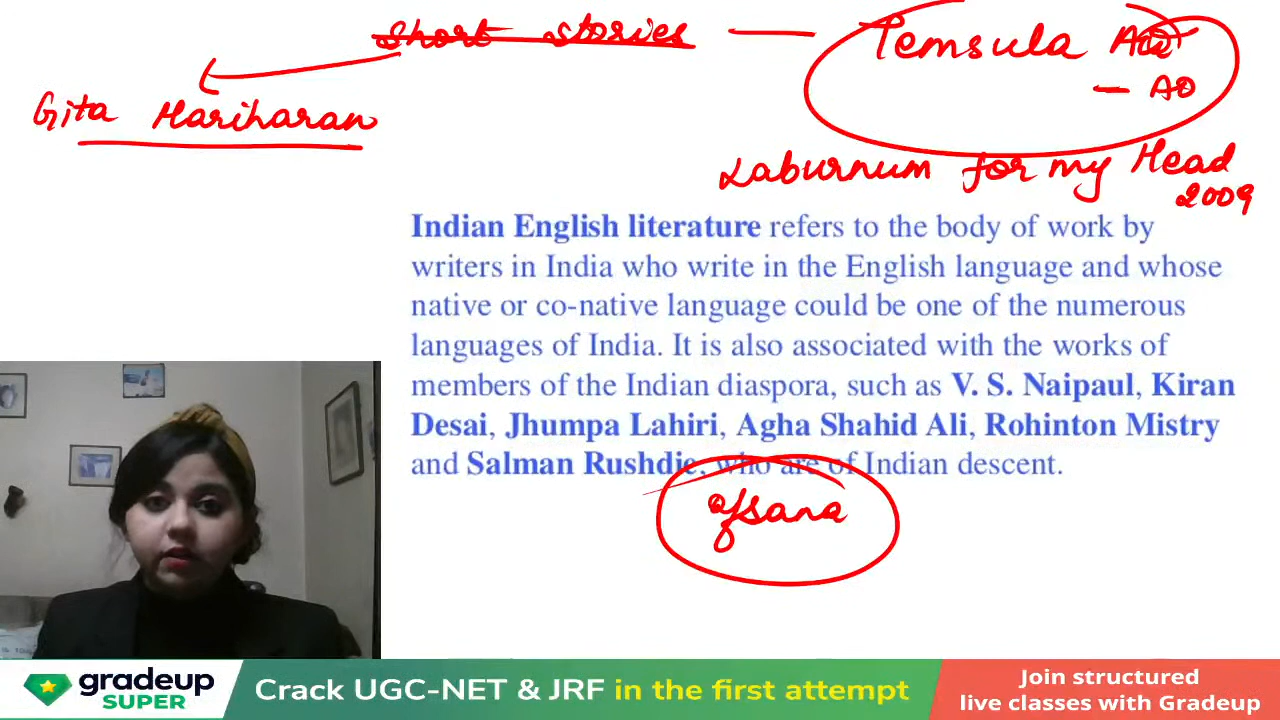 short stories — Temsula Ao
— AO
Gita Hariharan
Laburnum for my Head
2009
Indian English literature refers to the body of work by
writers in India who write in the English language and whose
native or co-native language could be one of the numerous
languages of India. It is also associated with the works of
members of the Indian diaspora, such as V. S. Naipaul, Kiran
Desai, Jhumpa Lahiri, Agha Shahid Ali, Rohinton Mistry
and Salman Rushdie, who are of Indian descent.
afsana
gradeup
SUPER
Crack UGC-NET & JRF in the first attempt
Join structured
live classes with Gradeup